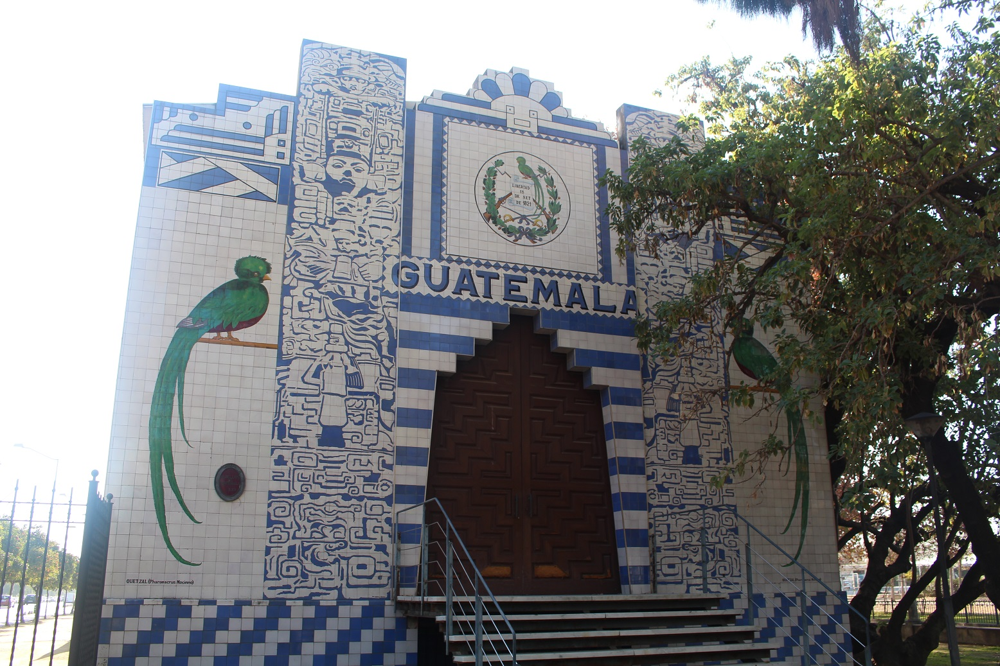 LIBERTAD
15
DE SET
DE 1821
GUATEMALA
QUETZAL (Pharomacrus Mocinno)